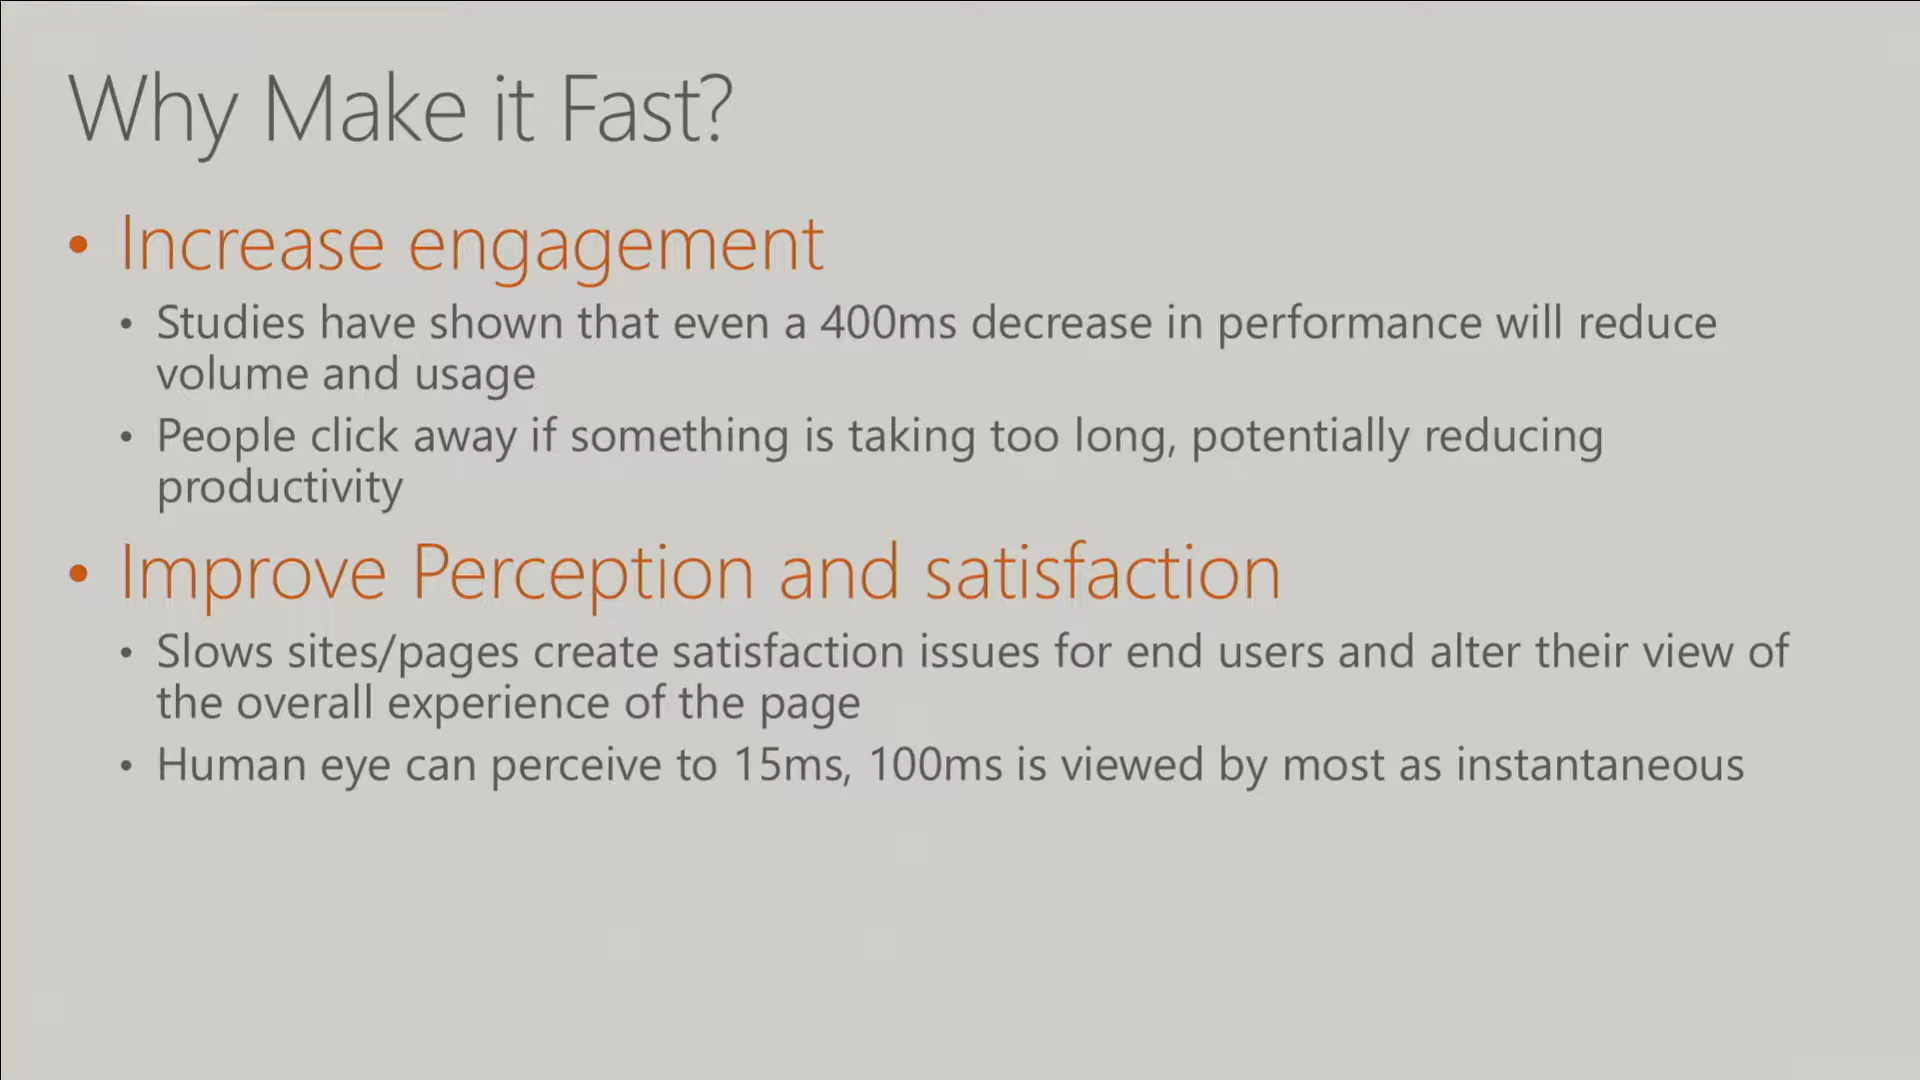 Why Make it Fast?
• Increase engagement
• Studies have shown that even a 400ms decrease in performance will reduce
volume and usage
• People click away if something is taking too long, potentially reducing
productivity
• Improve Perception and satisfaction
• Slows sites/pages create satisfaction issues for end users and alter their view of
the overall experience of the page
• Human eye can perceive to 15ms, 100ms is viewed by most as instantaneous